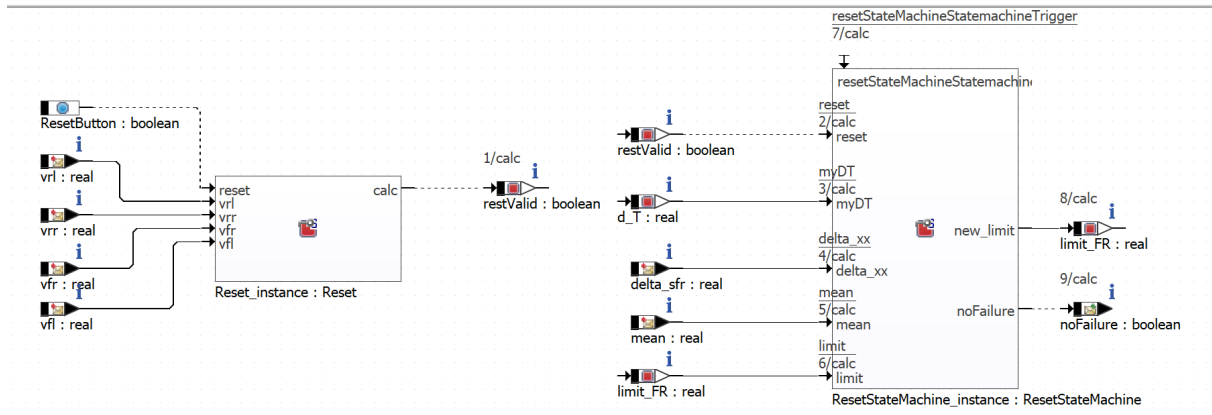 resetStateMachineStatemachineTrigger
7/calc
ResetButton : boolean
i
vrl : real
i
vrr : real
i
vfr : real
i
vfl : real
reset
vrl
vrr
vfr
vfl
calc
Reset_instance : Reset
1/calc
i
restValid : boolean
resetStateMachineStatemachine
reset
2/calc
reset
i
restValid : boolean
myDT
3/calc
myDT
i
d_T : real
delta_xx
4/calc
delta_xx
i
delta_sfr : real
mean
5/calc
mean
i
mean : real
limit
6/calc
limit
i
limit_FR : real
new_limit
8/calc
i
limit_FR : real
noFailure
9/calc
i
noFailure : boolean
ResetStateMachine_instance : ResetStateMachine